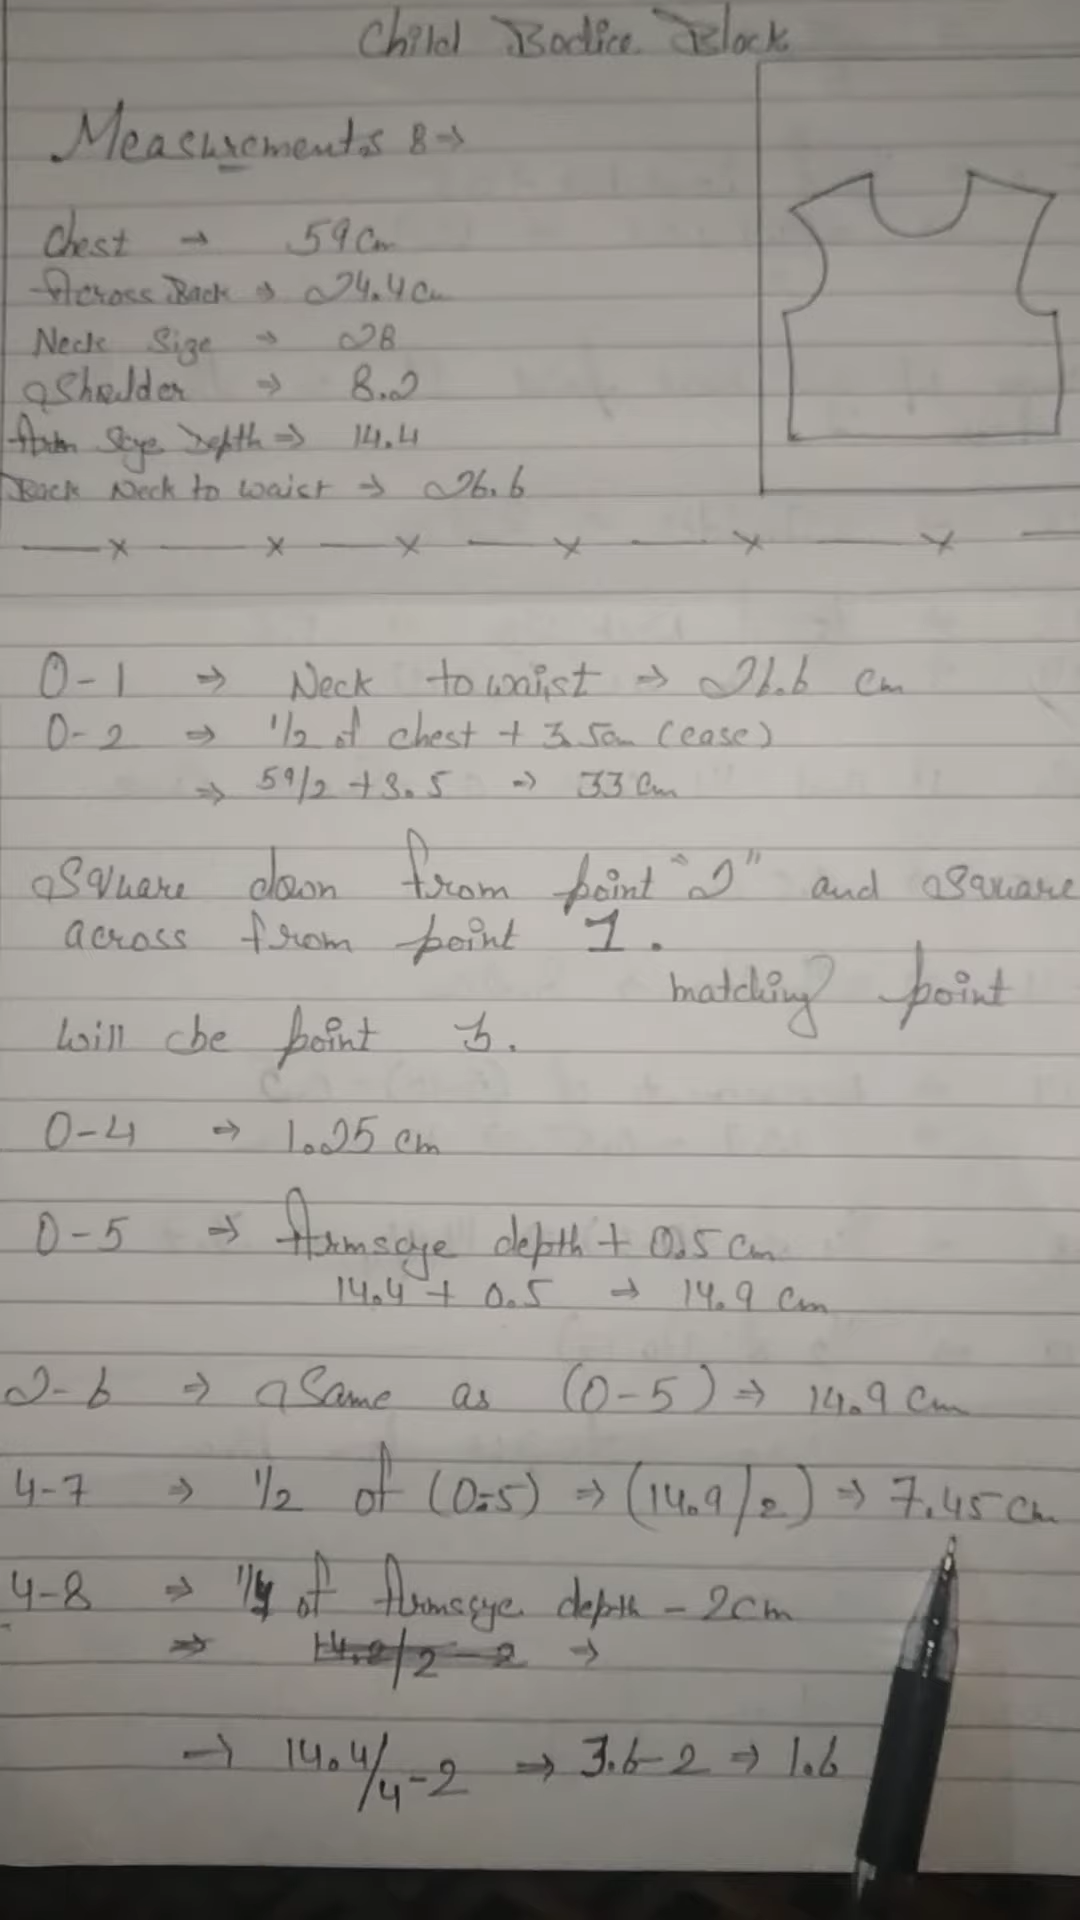 Child Bodice Block
Measurements :->
Chest → 59 Cm
Across Back → 24.4 Cm
Neck Size → 28
Shoulder ⇒ 8.2
Arm Scye Depth ⇒ 14.4
Back Neck to waist → 26.6
0-1 ⇒ Neck to waist ⇒ 26.6 cm
0-2 ⇒ 1/2 of chest + 3.5cm (ease)
⇒ 59/2 + 3.5 ⇒ 33 Cm
Square down from point "2" and Square
across from point 1.
matching point
will be point 3.
0-4 ⇒ 1.25 cm
0-5 ⇒ Armscye depth + 0.5 Cm
14.4 + 0.5 ⇒ 14.9 Cm
2-6 ⇒ Same as (0-5) ⇒ 14.9 Cm
4-7 ⇒ 1/2 of (0-5) ⇒ (14.9/2) ⇒ 7.45 Cm
4-8 ⇒ 1/4 of Armscye depth - 2cm
⇒ 14.2/2 - 2 ⇒
→ 14.4/4 - 2 ⇒ 3.6-2 ⇒ 1.6